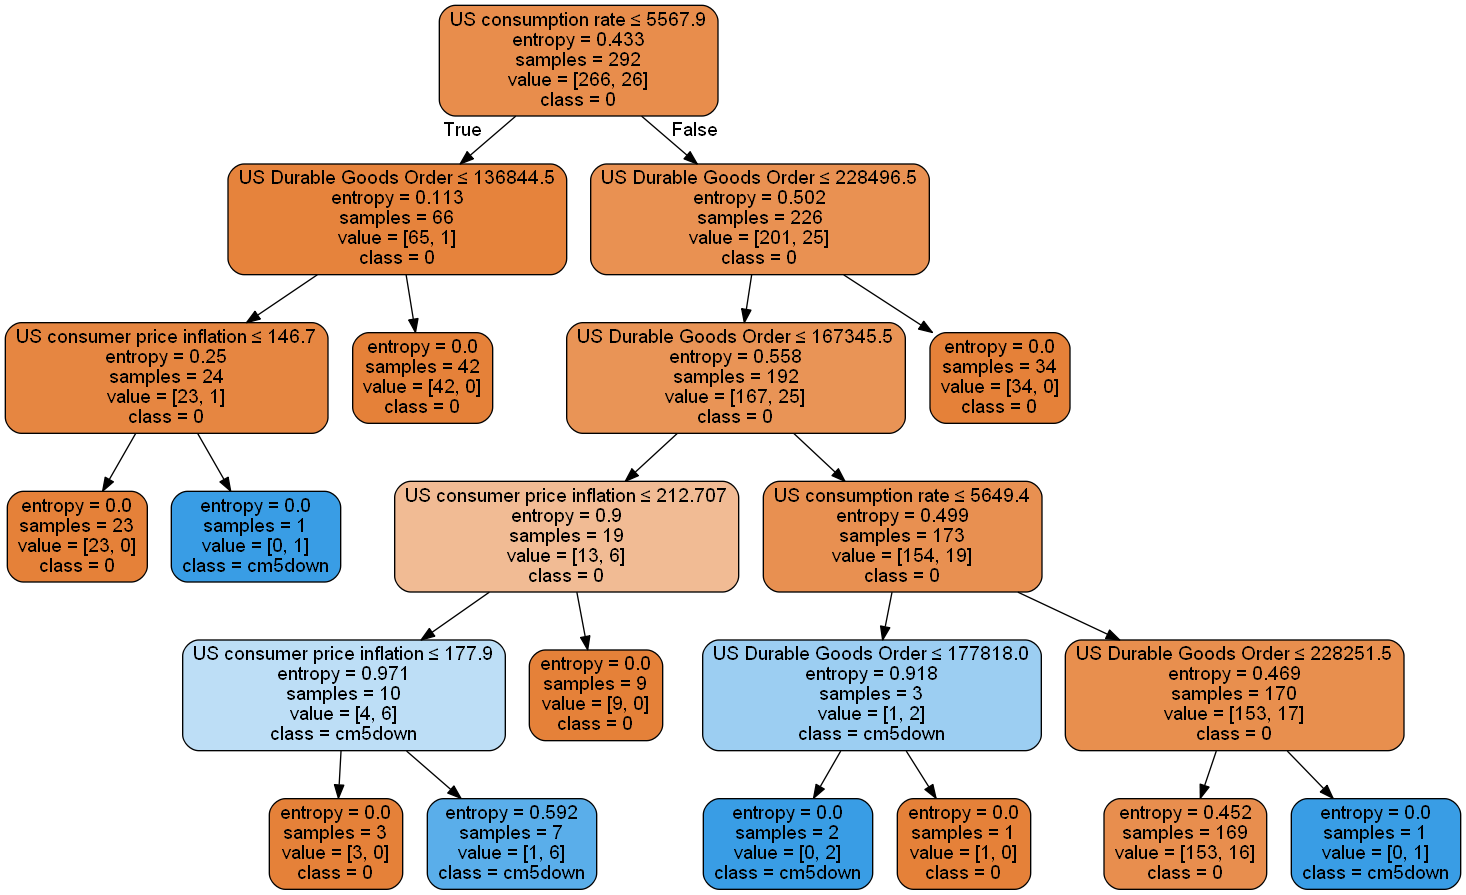 US consumption rate ≤ 5567.9
entropy = 0.433
samples = 292
value = [266, 26]
class = 0
True
False
US Durable Goods Order ≤ 136844.5
entropy = 0.113
samples = 66
value = [65, 1]
class = 0
US Durable Goods Order ≤ 228496.5
entropy = 0.502
samples = 226
value = [201, 25]
class = 0
US consumer price inflation ≤ 146.7
entropy = 0.25
samples = 24
value = [23, 1]
class = 0
entropy = 0.0
samples = 42
value = [42, 0]
class = 0
US Durable Goods Order ≤ 167345.5
entropy = 0.558
samples = 192
value = [167, 25]
class = 0
entropy = 0.0
samples = 34
value = [34, 0]
class = 0
entropy = 0.0
samples = 23
value = [23, 0]
class = 0
entropy = 0.0
samples = 1
value = [0, 1]
class = cm5down
US consumer price inflation ≤ 212.707
entropy = 0.9
samples = 19
value = [13, 6]
class = 0
US consumption rate ≤ 5649.4
entropy = 0.499
samples = 173
value = [154, 19]
class = 0
US consumer price inflation ≤ 177.9
entropy = 0.971
samples = 10
value = [4, 6]
class = cm5down
entropy = 0.0
samples = 9
value = [9, 0]
class = 0
US Durable Goods Order ≤ 177818.0
entropy = 0.918
samples = 3
value = [1, 2]
class = cm5down
US Durable Goods Order ≤ 228251.5
entropy = 0.469
samples = 170
value = [153, 17]
class = 0
entropy = 0.0
samples = 3
value = [3, 0]
class = 0
entropy = 0.592
samples = 7
value = [1, 6]
class = cm5down
entropy = 0.0
samples = 2
value = [0, 2]
class = cm5down
entropy = 0.0
samples = 1
value = [1, 0]
class = 0
entropy = 0.452
samples = 169
value = [153, 16]
class = 0
entropy = 0.0
samples = 1
value = [0, 1]
class = cm5down